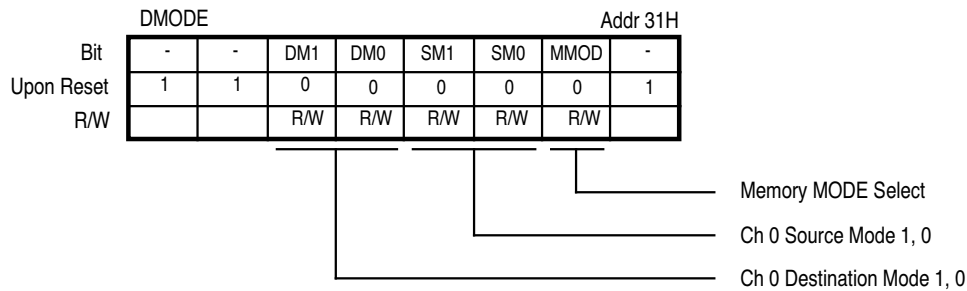 DMODE Addr 31H
Bit - - DM1 DM0 SM1 SM0 MMOD -
Upon Reset 1 1 0 0 0 0 0 1
R/W R/W R/W R/W R/W R/W
Memory MODE Select
Ch 0 Source Mode 1, 0
Ch 0 Destination Mode 1, 0